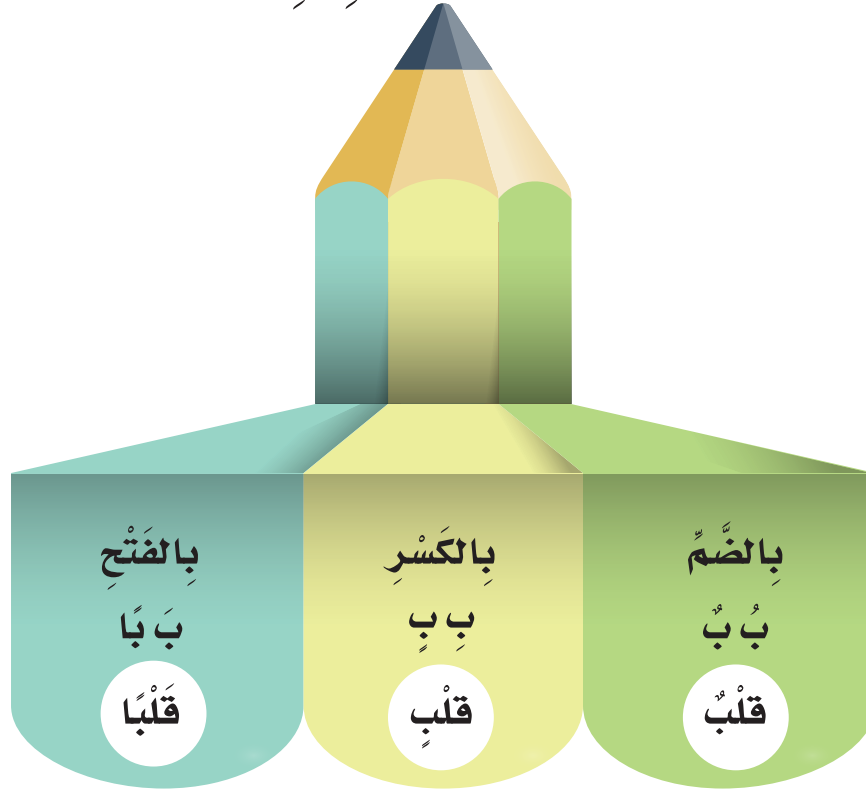 بِالضَّمِّ
بُ بٌ
قلْبٌ
بِالكَسْرِ
بِ بٍ
قلْبٍ
بِالفَتْحِ
بَ بًا
قَلْبًا